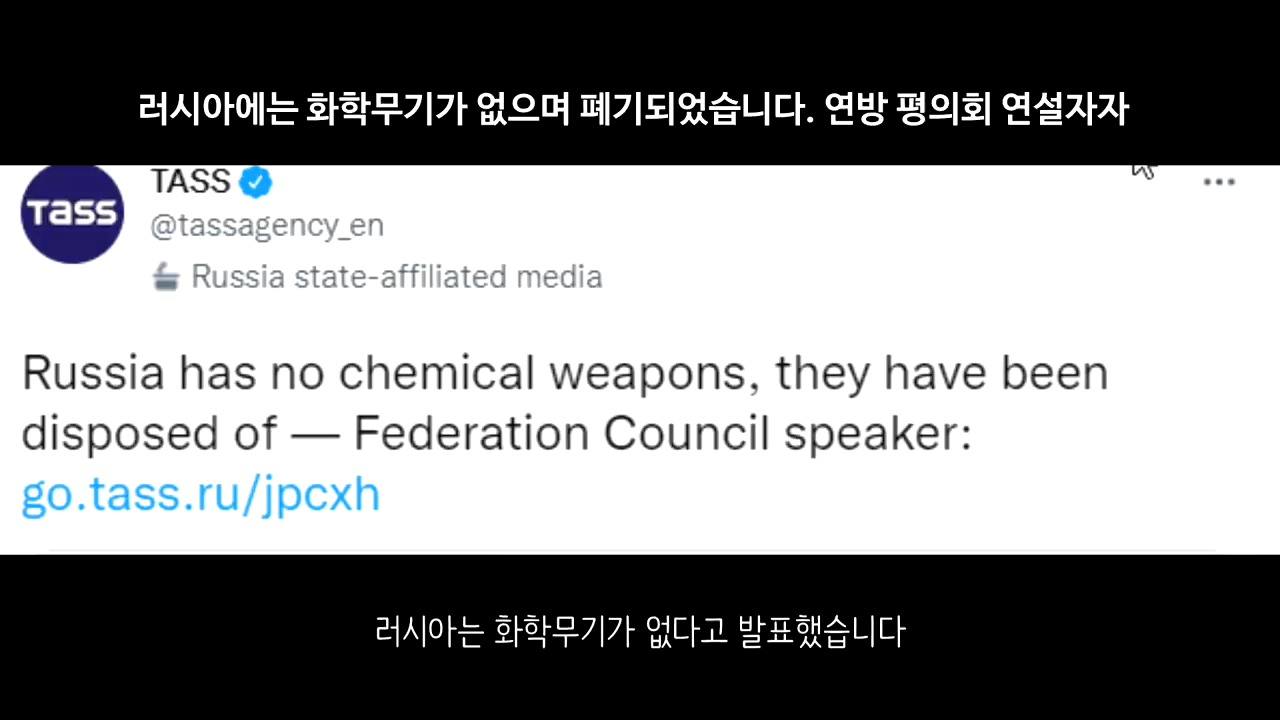 러시아에는 화학무기가 없으며 폐기되었습니다. 연방 평의회 연설자자
TASS
TASS
@tassagency_en
Russia state-affiliated media
Russia has no chemical weapons, they have been
disposed of — Federation Council speaker:
go.tass.ru/jpcxh
러시아는 화학무기가 없다고 발표했습니다